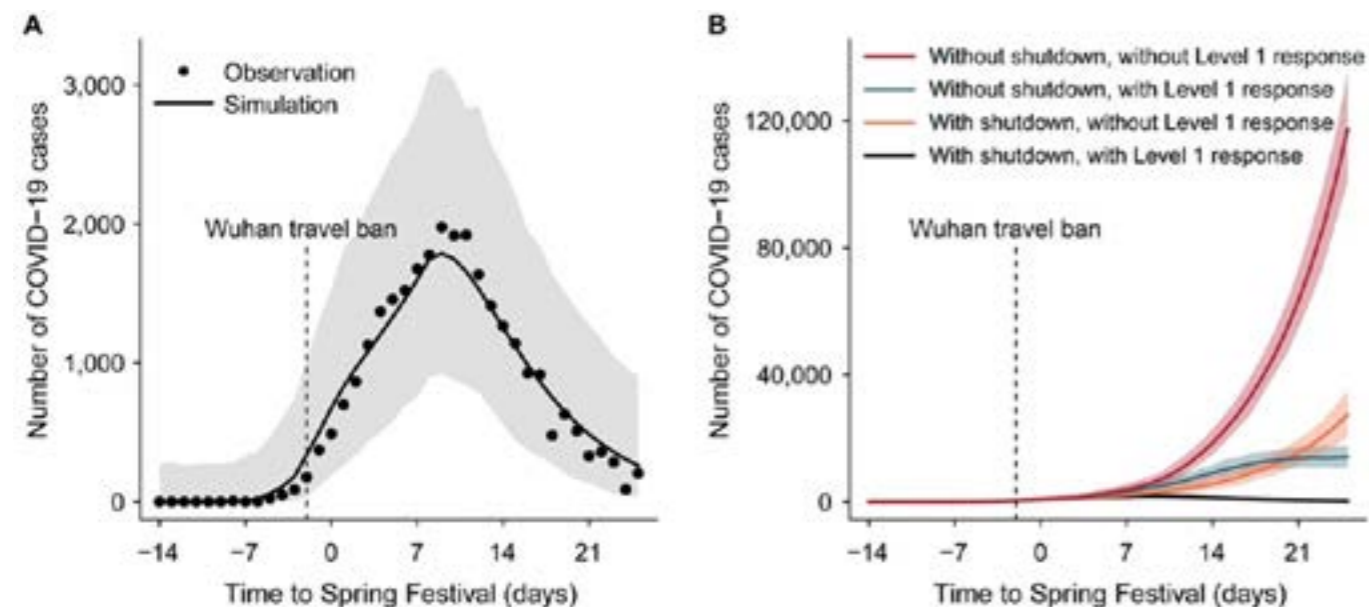 A
Number of COVID−19 cases
3,000
2,000
1,000
0
Observation
Simulation
Wuhan travel ban
−14 −7 0 7 14 21
Time to Spring Festival (days)
B
Number of COVID−19 cases
120,000
80,000
40,000
0
Without shutdown, without Level 1 response
Without shutdown, with Level 1 response
With shutdown, without Level 1 response
With shutdown, with Level 1 response
Wuhan travel ban
−14 −7 0 7 14 21
Time to Spring Festival (days)